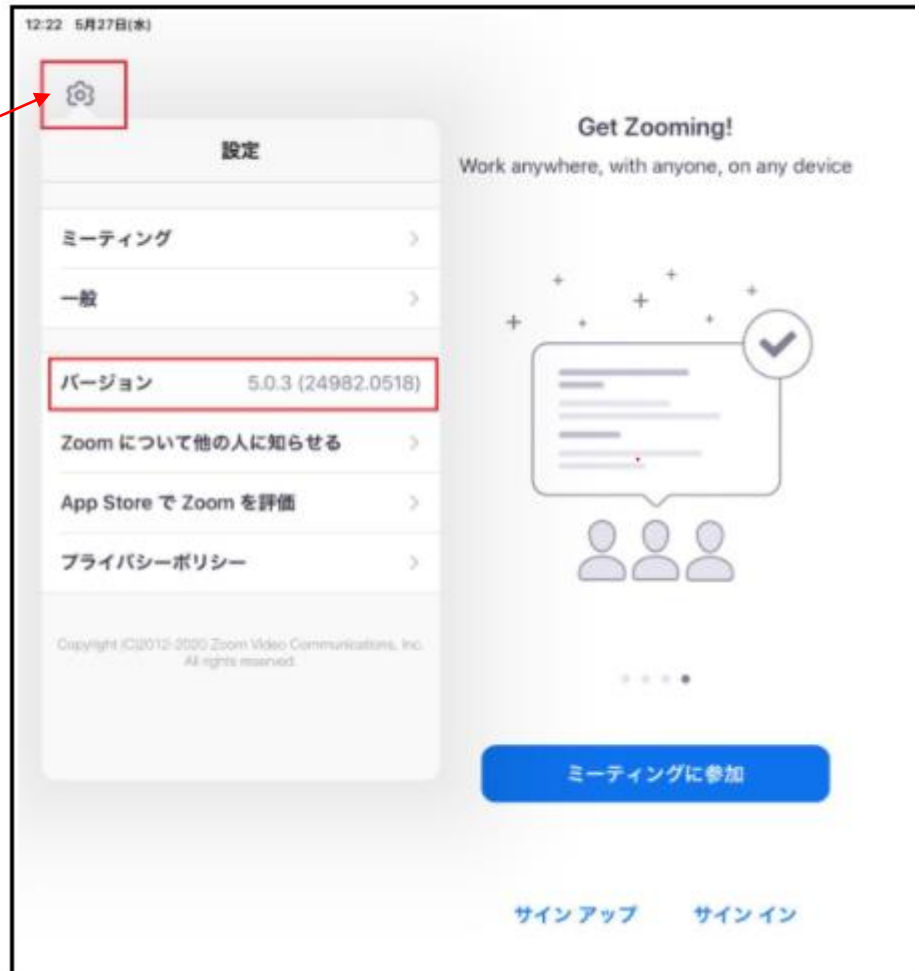 12:22 5月27日(水)
設定
ミーティング
一般
バージョン 5.0.3 (24982.0518)
Zoom について他の人に知らせる
App Store で Zoom を評価
プライバシーポリシー
Copyright (C)2012-2020 Zoom Video Communications, Inc.
All rights reserved.
Get Zooming!
Work anywhere, with anyone, on any device
ミーティングに参加
サイン アップ サイン イン